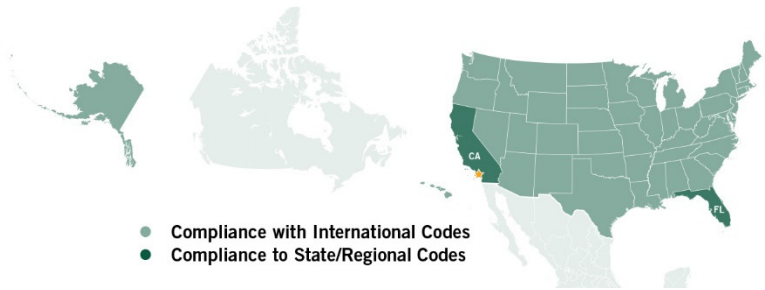 CA
FL
Compliance with International Codes
Compliance to State/Regional Codes